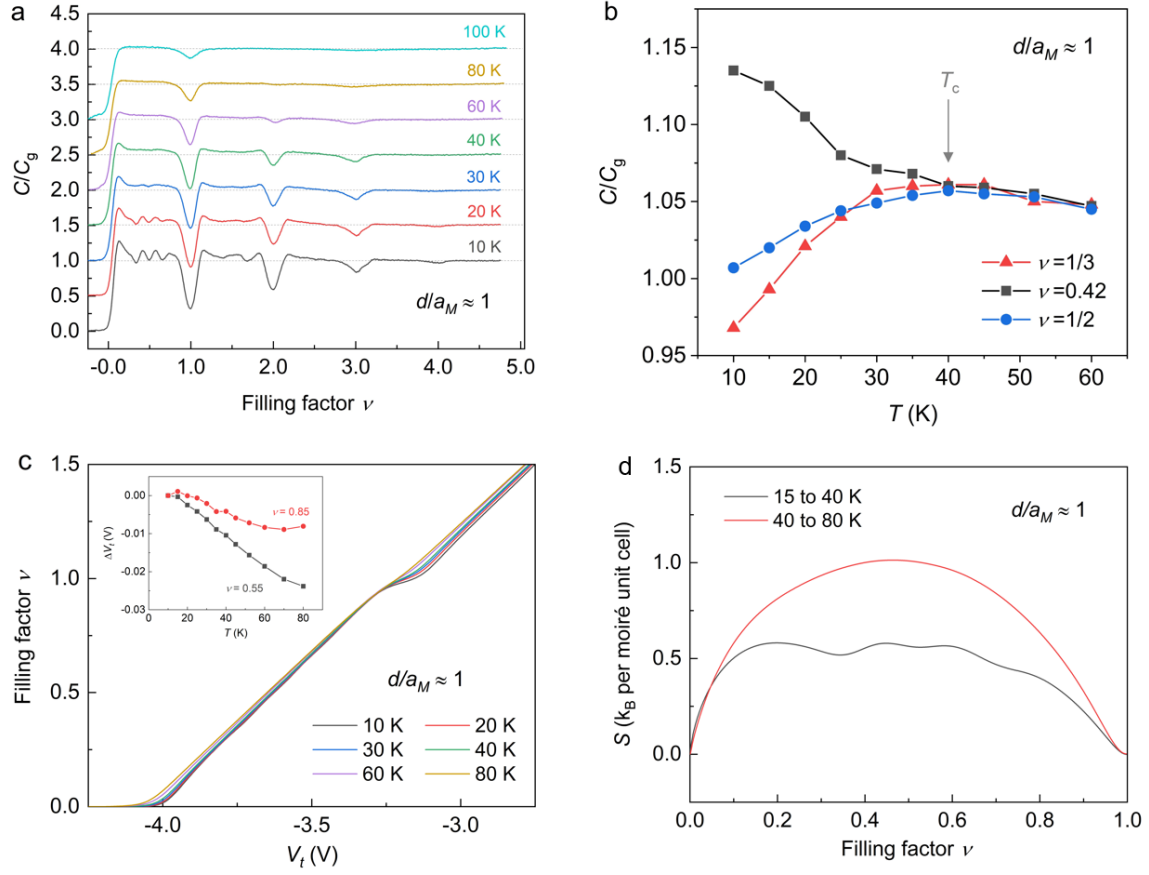 a
4.5
4.0
3.5
3.0
2.5
2.0
1.5
1.0
0.5
0.0
C/Cg
100 K
80 K
60 K
40 K
30 K
20 K
10 K
d/aM ≈ 1
-0.0 1.0 2.0 3.0 4.0 5.0
Filling factor ν
b
1.15
1.10
1.05
1.00
0.95
C/Cg
d/aM ≈ 1
Tc
ν=1/3
ν=0.42
ν=1/2
10 20 30 40 50 60
T (K)
c
1.5
1.0
0.5
0.0
Filling factor ν
0.00
-0.01
-0.02
-0.03
ΔVt (V)
ν = 0.85
ν = 0.55
0 20 40 60 80
T (K)
d/aM ≈ 1
10 K 20 K
30 K 40 K
60 K 80 K
-4.0 -3.5 -3.0
Vt (V)
d
1.5
1.0
0.5
0.0
S (kB per moiré unit cell)
15 to 40 K
40 to 80 K
d/aM ≈ 1
0.0 0.2 0.4 0.6 0.8 1.0
Filling factor ν